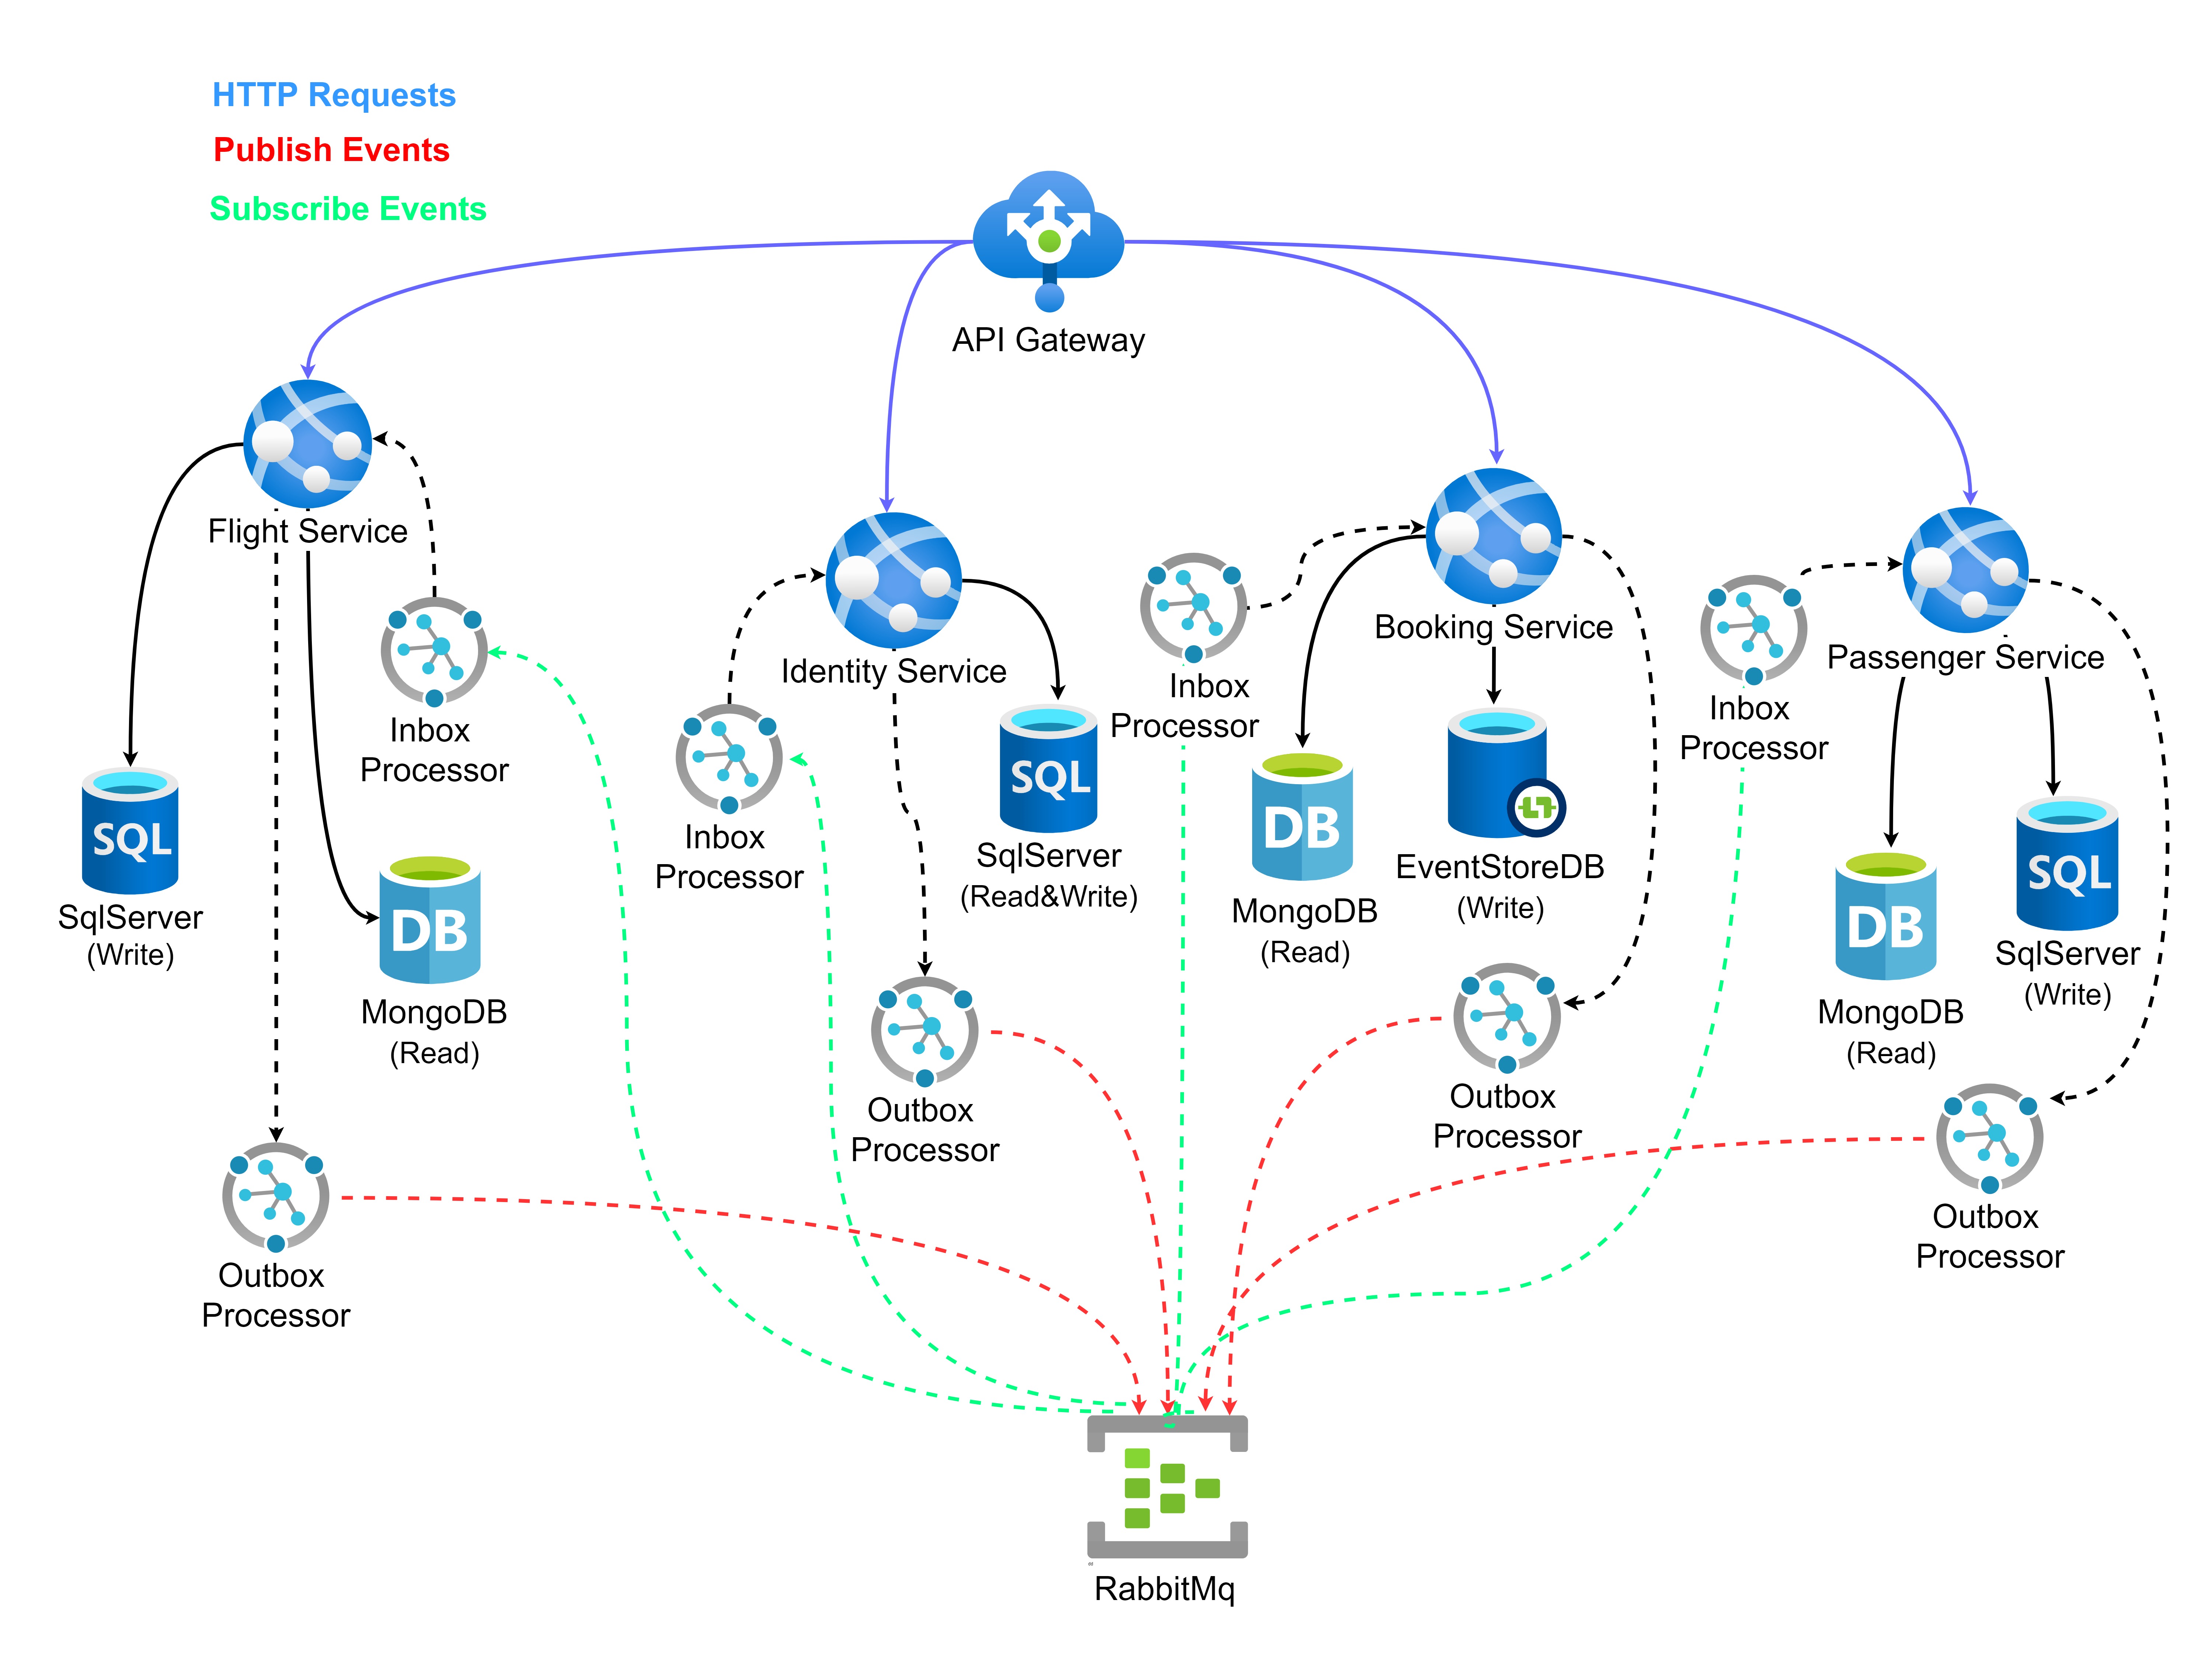 HTTP Requests
Publish Events
Subscribe Events
API Gateway
Flight Service
Identity Service
Booking Service
Passenger Service
Inbox
Processor
Inbox
Processor
Inbox
Processor
Inbox
Processor
SQL
SqlServer
(Write)
DB
MongoDB
(Read)
SQL
SqlServer
(Read&Write)
DB
MongoDB
(Read)
EventStoreDB
(Write)
DB
MongoDB
(Read)
SQL
SqlServer
(Write)
Outbox
Processor
Outbox
Processor
Outbox
Processor
Outbox
Processor
RabbitMq